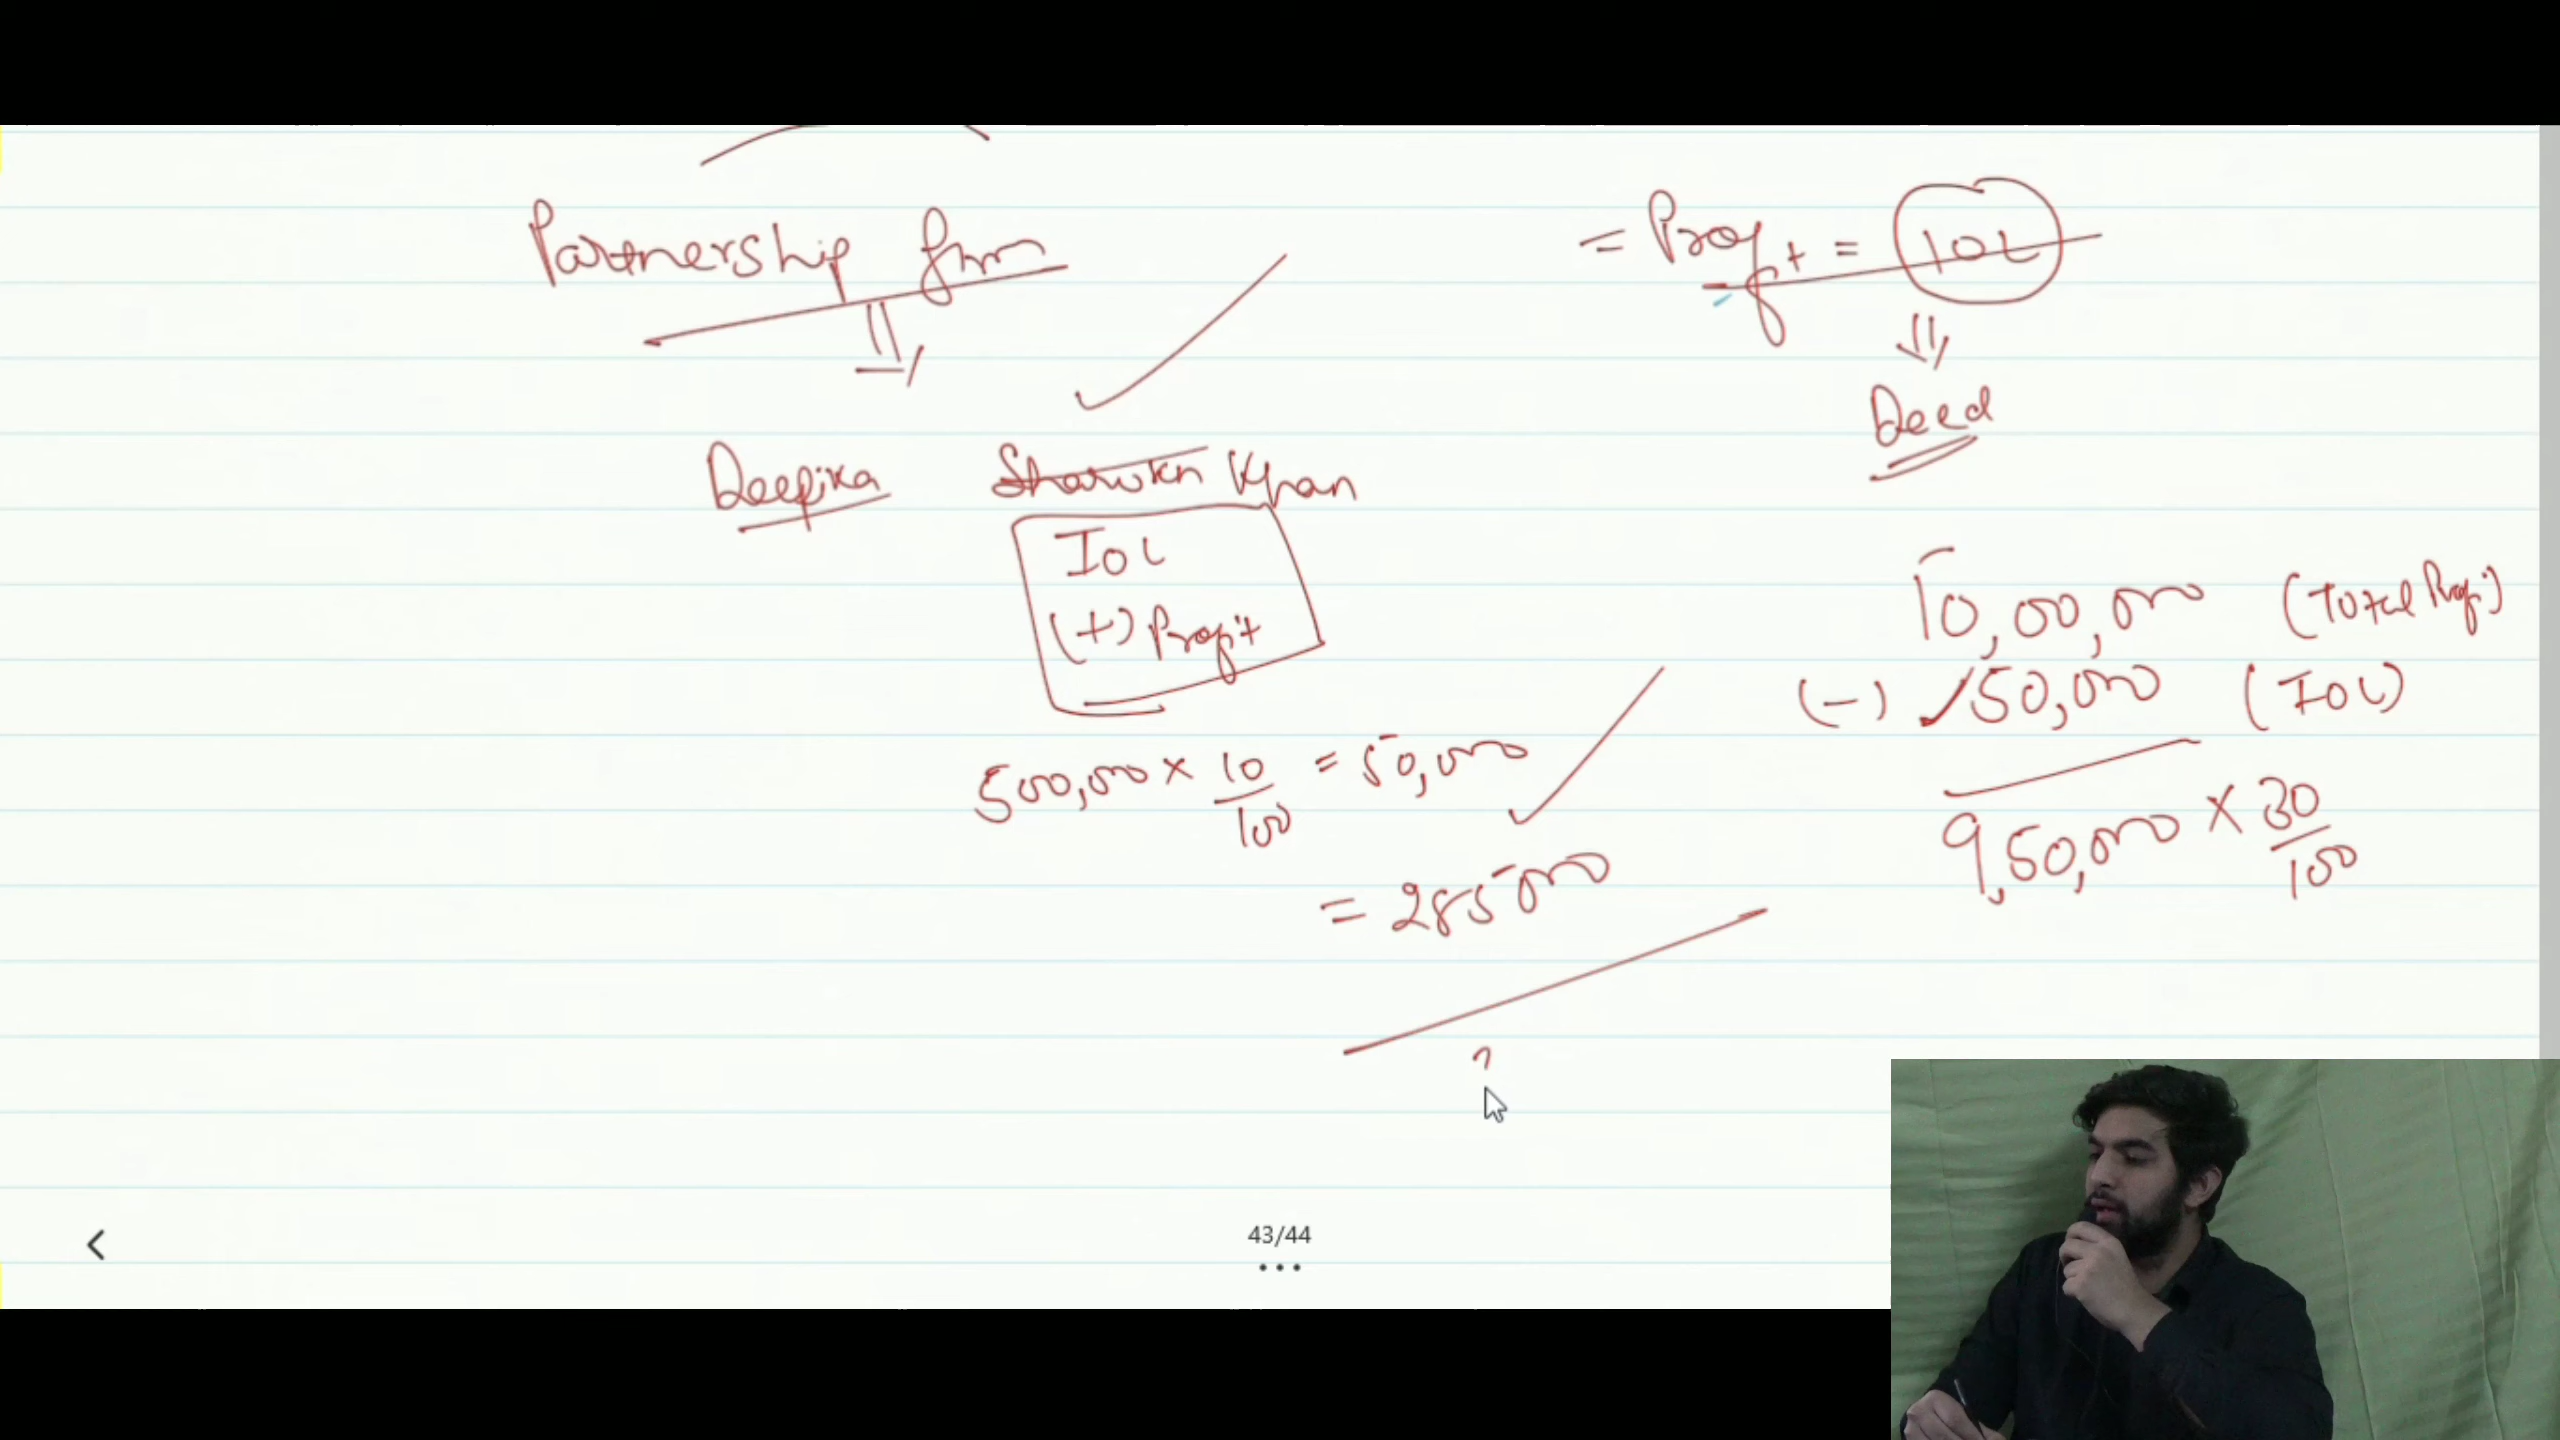 Partnership firm
= Profit = IOL
Deed
Deepika Sharukh Khan
IOL
(+) Profit
10,00,000 (Total Profit)
(-) 50,000 (IOL)
500,000 × 10/100 = 50,000
9,50,000 × 30/100
= 285000
43/44